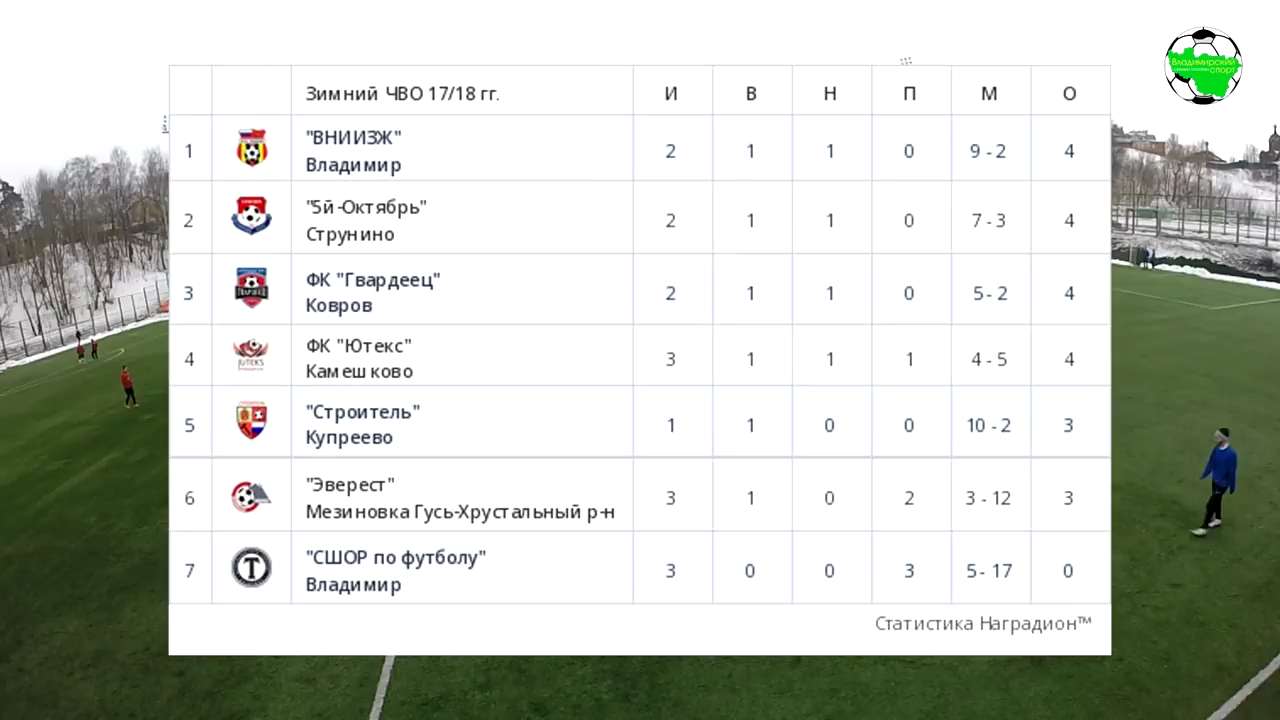 Владимирский
спорт
Зимний ЧВО 17/18 гг. И В Н П М О
1 "ВНИИЗЖ" 2 1 1 0 9 - 2 4
Владимир
2 "5й-Октябрь" 2 1 1 0 7 - 3 4
Струнино
3 ФК "Гвардеец" 2 1 1 0 5 - 2 4
Ковров
4 ФК "Ютекс" 3 1 1 1 4 - 5 4
Камешково
5 "Строитель" 1 1 0 0 10 - 2 3
Купреево
6 "Эверест" 3 1 0 2 3 - 12 3
Мезиновка Гусь-Хрустальный р-н
7 "СШОР по футболу" 3 0 0 3 5 - 17 0
Владимир
JUTEKS
Т
Статистика Наградион™